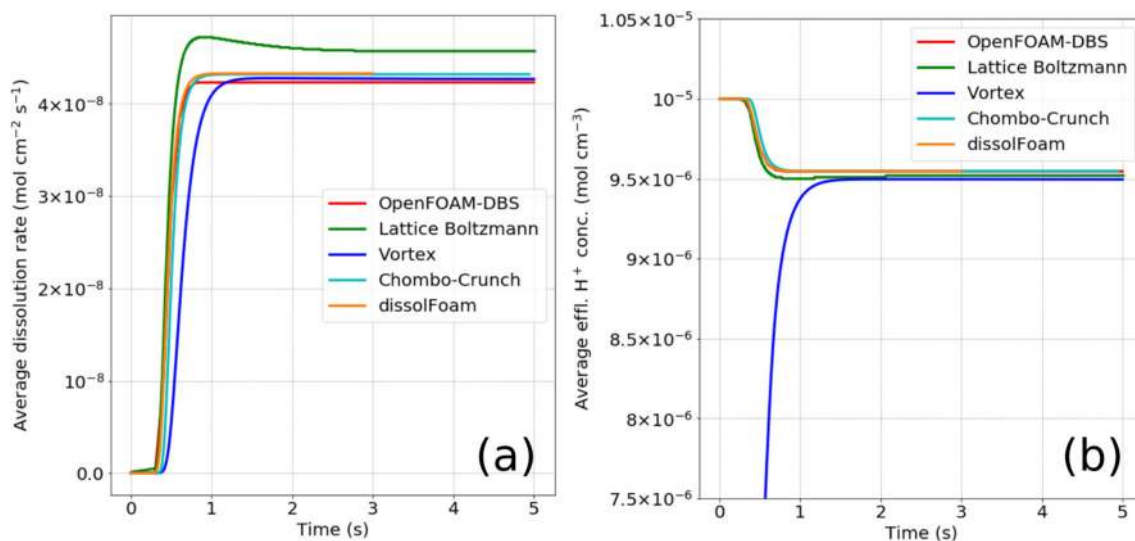 Average dissolution rate (mol cm⁻² s⁻¹)
4×10⁻⁸
3×10⁻⁸
2×10⁻⁸
10⁻⁸
0.0
OpenFOAM-DBS
Lattice Boltzmann
Vortex
Chombo-Crunch
dissolFoam
(a)
0 1 2 3 4 5
Time (s)
Average effl. H⁺ conc. (mol cm⁻³)
1.05×10⁻⁵
10⁻⁵
9.5×10⁻⁶
9×10⁻⁶
8.5×10⁻⁶
8×10⁻⁶
7.5×10⁻⁶
OpenFOAM-DBS
Lattice Boltzmann
Vortex
Chombo-Crunch
dissolFoam
(b)
0 1 2 3 4 5
Time (s)